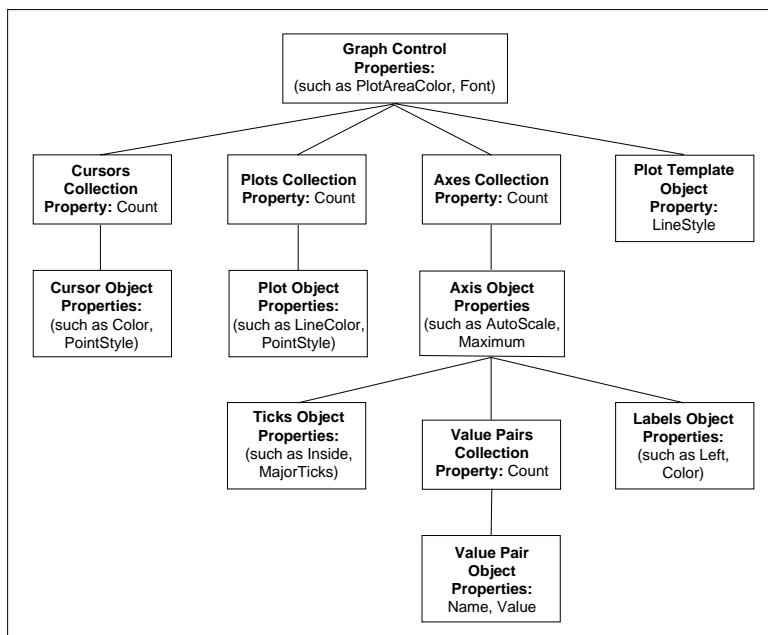 Graph Control
Properties:
(such as PlotAreaColor, Font)
Cursors
Collection
Property: Count
Plots Collection
Property: Count
Axes Collection
Property: Count
Plot Template
Object
Property:
LineStyle
Cursor Object
Properties:
(such as Color,
PointStyle)
Plot Object
Properties:
(such as LineColor,
PointStyle)
Axis Object
Properties
(such as AutoScale,
Maximum
Ticks Object
Properties:
(such as Inside,
MajorTicks)
Value Pairs
Collection
Property: Count
Labels Object
Properties:
(such as Left,
Color)
Value Pair
Object
Properties:
Name, Value